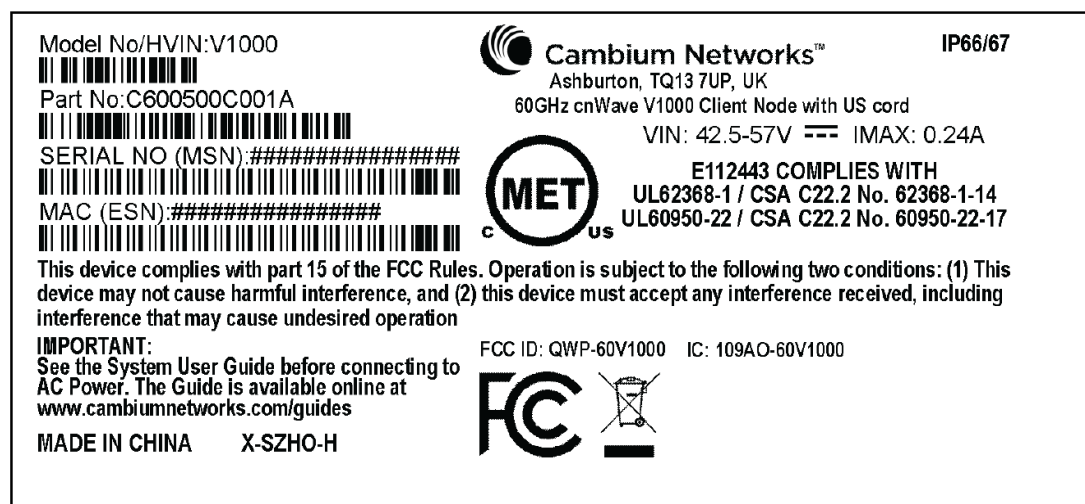 Model No/HVIN:V1000
Part No:C600500C001A
SERIAL NO (MSN):################
MAC (ESN):################
Cambium Networks™
IP66/67
Ashburton, TQ13 7UP, UK
60GHz cnWave V1000 Client Node with US cord
VIN: 42.5-57V IMAX: 0.24A
MET
C US
E112443 COMPLIES WITH
UL62368-1 / CSA C22.2 No. 62368-1-14
UL60950-22 / CSA C22.2 No. 60950-22-17
This device complies with part 15 of the FCC Rules. Operation is subject to the following two conditions: (1) This
device may not cause harmful interference, and (2) this device must accept any interference received, including
interference that may cause undesired operation
IMPORTANT:
See the System User Guide before connecting to
AC Power. The Guide is available online at
www.cambiumnetworks.com/guides
MADE IN CHINA X-SZHO-H
FCC ID: QWP-60V1000 IC: 109AO-60V1000
FC